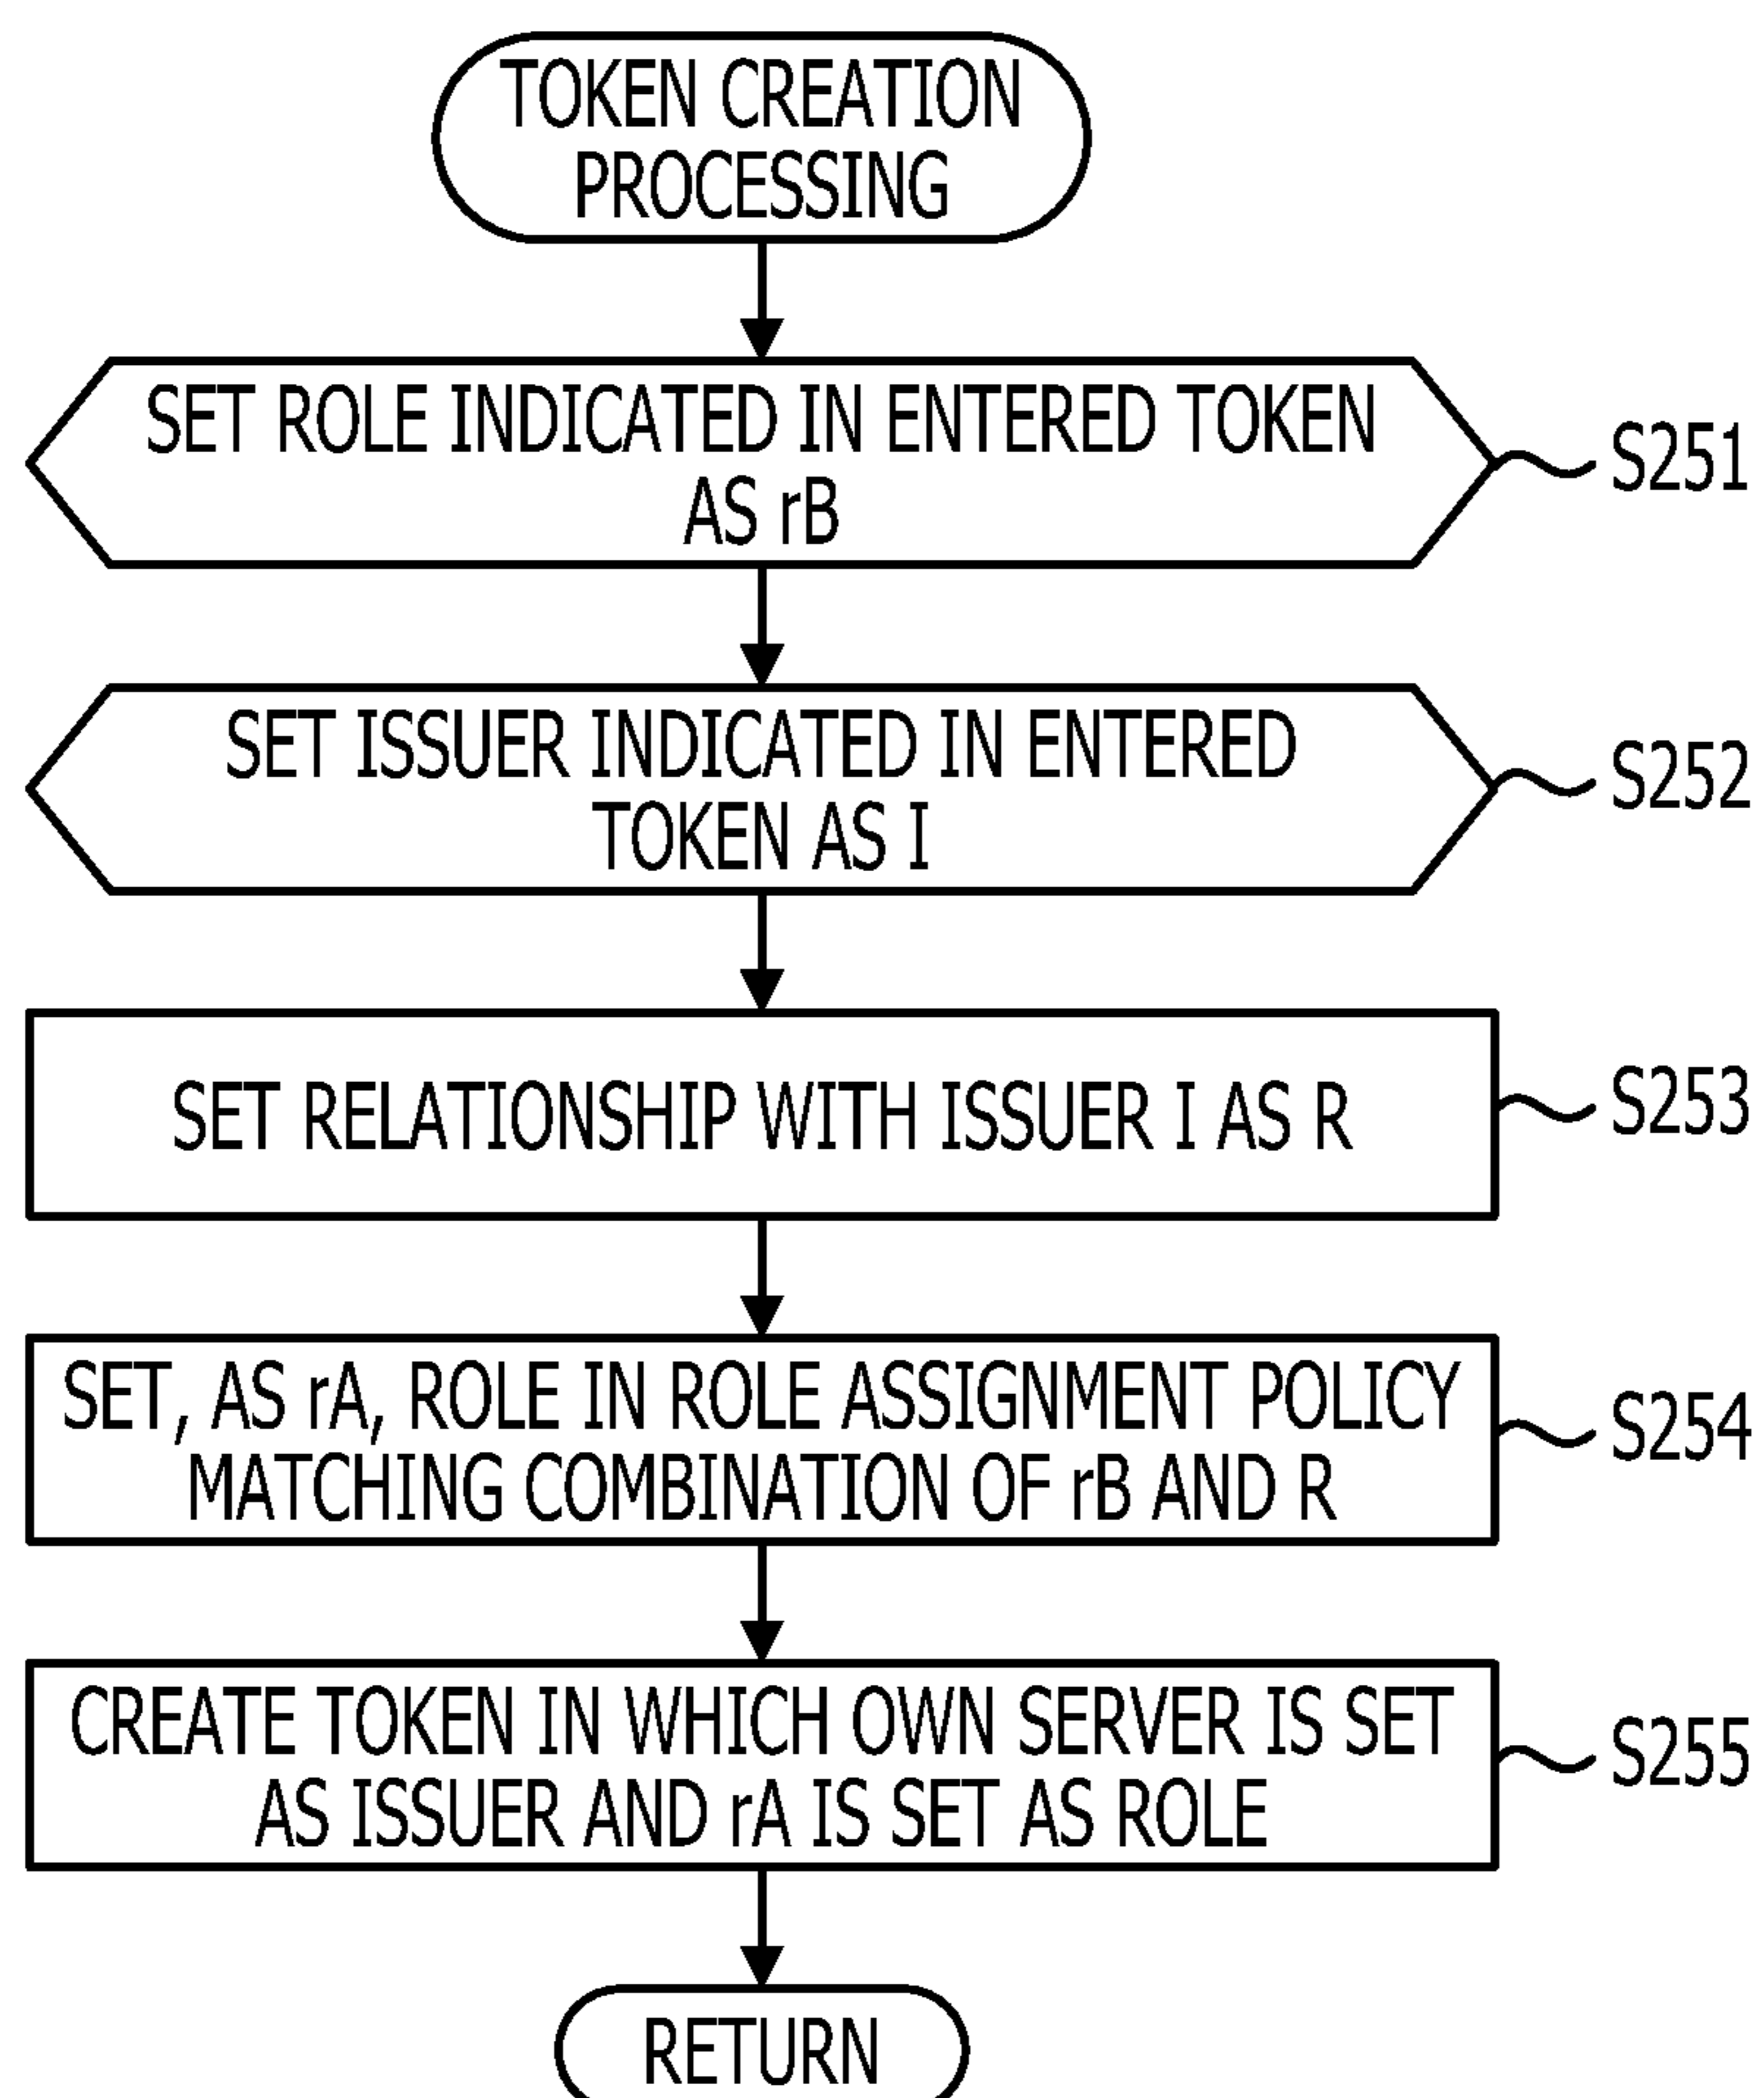 TOKEN CREATION
PROCESSING
SET ROLE INDICATED IN ENTERED TOKEN
AS rB
S251
SET ISSUER INDICATED IN ENTERED
TOKEN AS I
S252
SET RELATIONSHIP WITH ISSUER I AS R
S253
SET, AS rA, ROLE IN ROLE ASSIGNMENT POLICY
MATCHING COMBINATION OF rB AND R
S254
CREATE TOKEN IN WHICH OWN SERVER IS SET
AS ISSUER AND rA IS SET AS ROLE
S255
RETURN